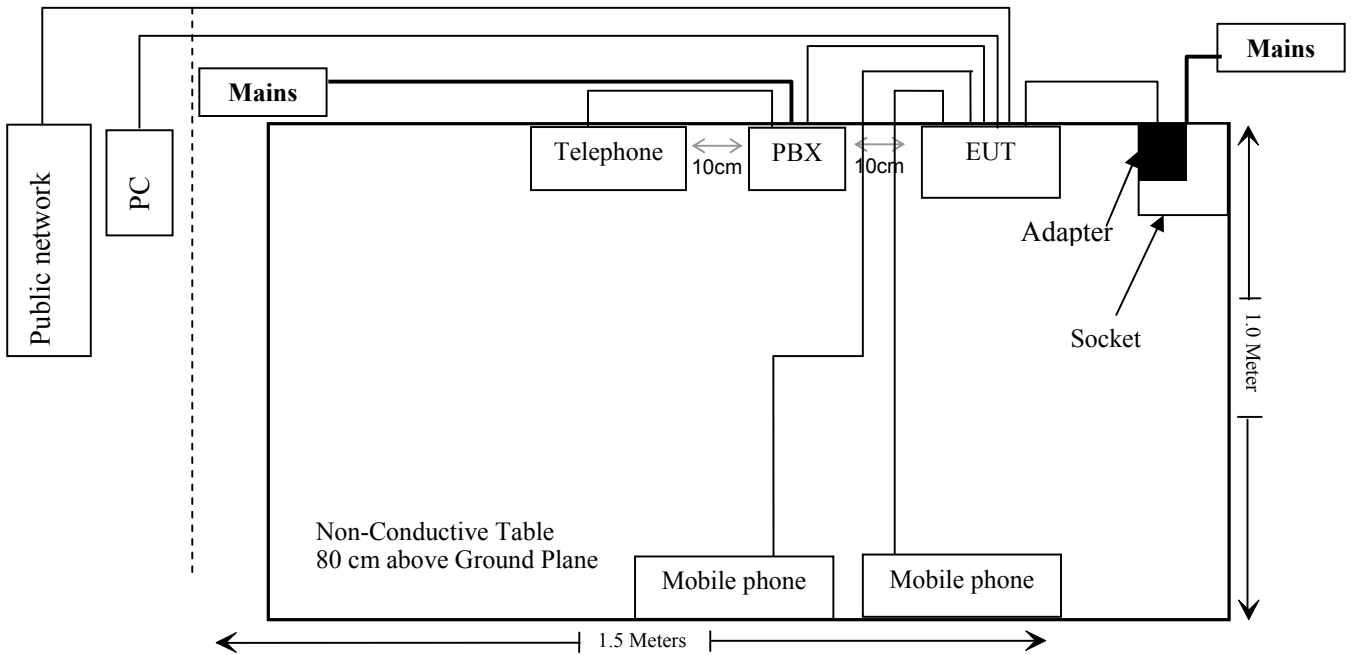 Mains
Mains
Public network
PC
Telephone
10cm
PBX
10cm
EUT
Adapter
Socket
1.0 Meter
Non-Conductive Table
80 cm above Ground Plane
Mobile phone
Mobile phone
1.5 Meters